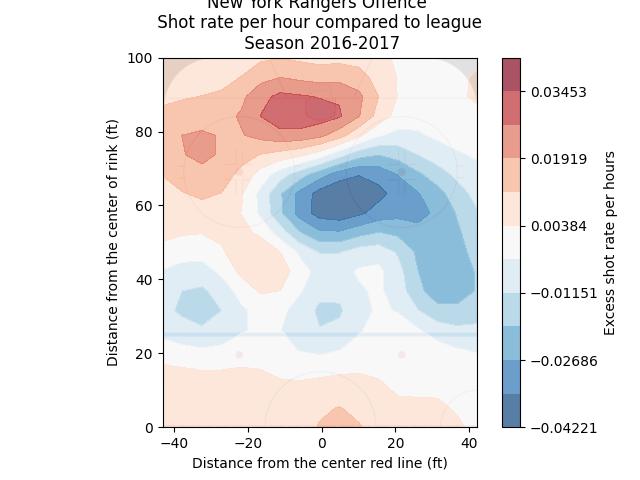 New York Rangers Offence
Shot rate per hour compared to league
Season 2016-2017
100
80
60
40
20
0
Distance from the center of rink (ft)
−40
−20
0
20
40
Distance from the center red line (ft)
0.03453
0.01919
0.00384
−0.01151
−0.02686
−0.04221
Excess shot rate per hours